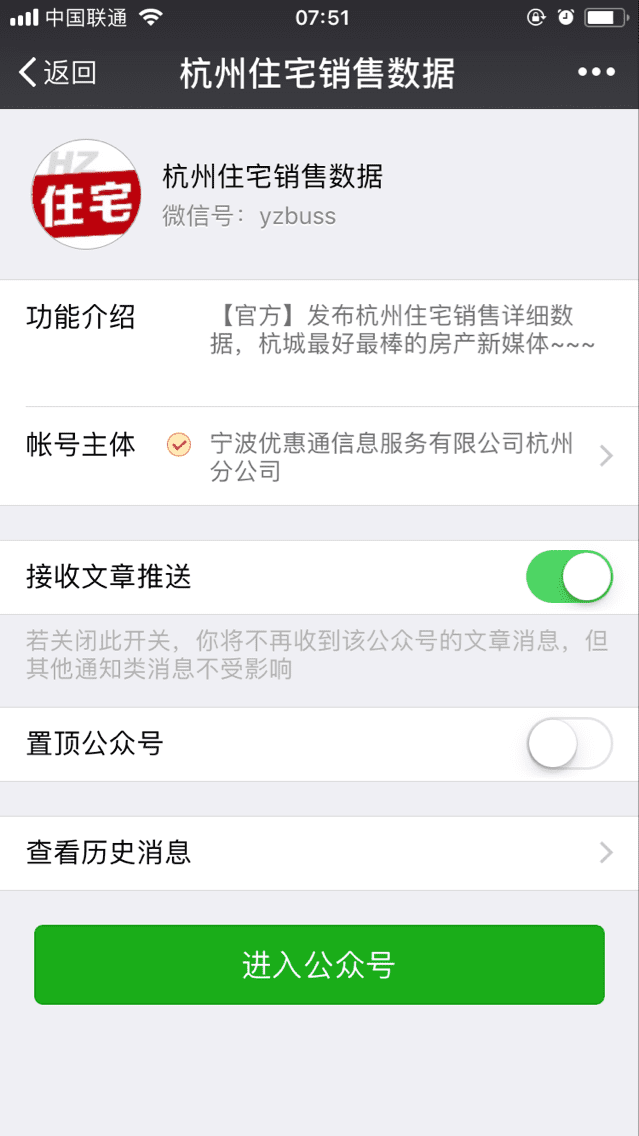 中国联通 07:51
返回 杭州住宅销售数据
HZ
住宅
杭州住宅销售数据
微信号：yzbuss
功能介绍 【官方】发布杭州住宅销售详细数
据，杭城最好最棒的房产新媒体~~~
帐号主体 宁波优惠通信息服务有限公司杭州
分公司
接收文章推送
若关闭此开关，你将不再收到该公众号的文章消息，但
其他通知类消息不受影响
置顶公众号
查看历史消息
进入公众号